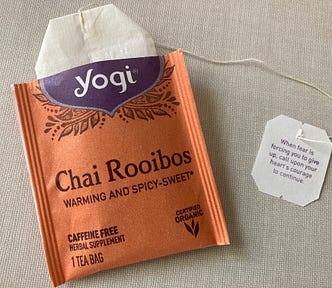 yogi®
Chai Rooibos
WARMING AND SPICY-SWEET*
CAFFEINE FREE
HERBAL SUPPLEMENT
1 TEA BAG
CERTIFIED
ORGANIC
When fear is
forcing you to give
up, call upon your
heart's courage
to continue.